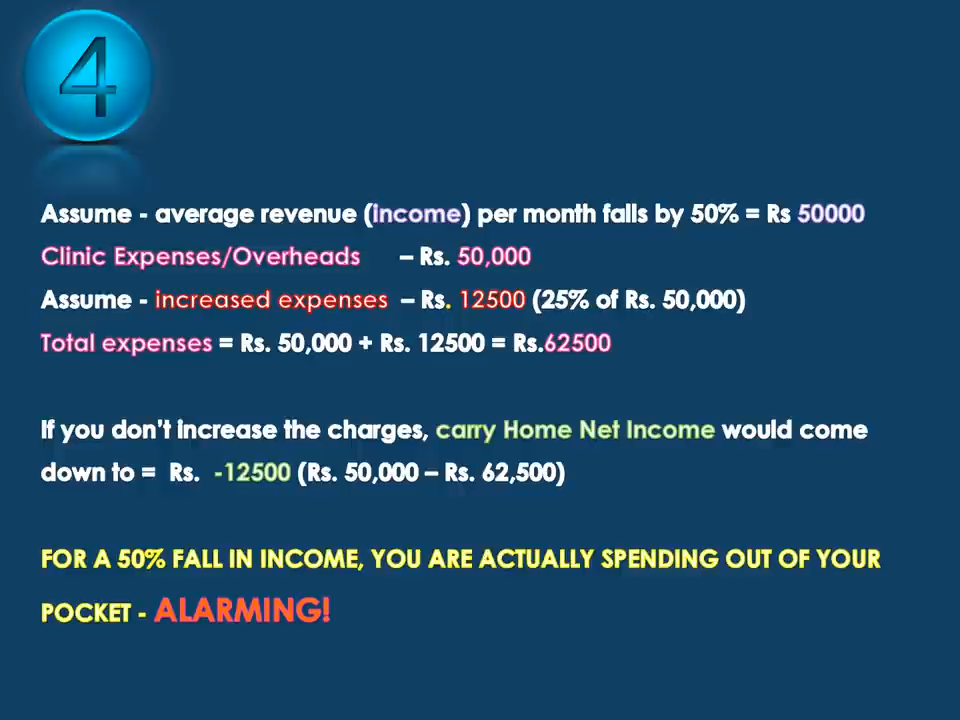 4
Assume - average revenue (income) per month falls by 50% = Rs 50000
Clinic Expenses/Overheads – Rs. 50,000
Assume - increased expenses – Rs. 12500 (25% of Rs. 50,000)
Total expenses = Rs. 50,000 + Rs. 12500 = Rs.62500
If you don’t increase the charges, carry Home Net Income would come
down to = Rs. -12500 (Rs. 50,000 – Rs. 62,500)
FOR A 50% FALL IN INCOME, YOU ARE ACTUALLY SPENDING OUT OF YOUR
POCKET - ALARMING!